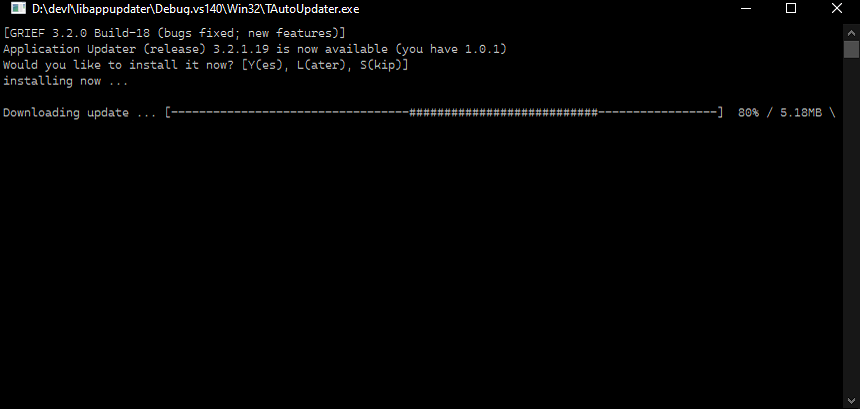 D:\devl\libappupdater\Debug.vs140\Win32\TAutoUpdater.exe
[GRIEF 3.2.0 Build-18 (bugs fixed; new features)]
Application Updater (release) 3.2.1.19 is now available (you have 1.0.1)
Would you like to install it now? [Y(es), L(ater), S(kip)]
installing now ...
Downloading update ... [----------------------------------###########################-----------------]  80% / 5.18MB \